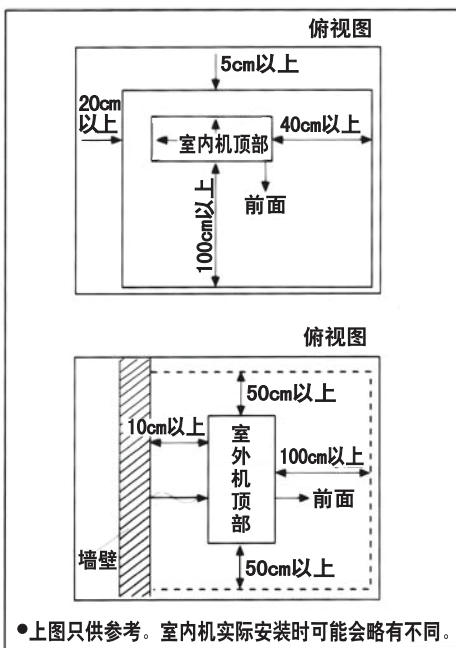 俯视图
5cm以上
20cm
以上
40cm以上
室内机顶部
前面
100cm以上
俯视图
50cm以上
10cm以上
室外机顶部
100cm以上
前面
墙壁
50cm以上
●上图只供参考。室内机实际安装时可能会略有不同。